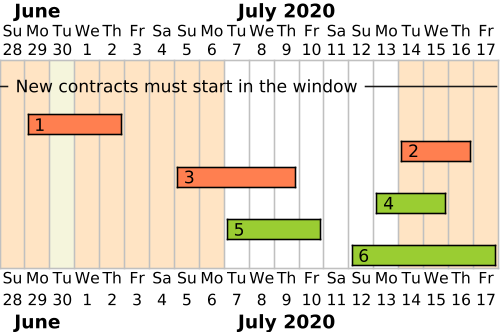 June July 2020
Su Mo Tu We Th Fr Sa Su Mo Tu We Th Fr Sa Su Mo Tu We Th Fr
28 29 30 1 2 3 4 5 6 7 8 9 10 11 12 13 14 15 16 17
New contracts must start in the window
1
2
3
4
5
6
Su Mo Tu We Th Fr Sa Su Mo Tu We Th Fr Sa Su Mo Tu We Th Fr
28 29 30 1 2 3 4 5 6 7 8 9 10 11 12 13 14 15 16 17
June July 2020